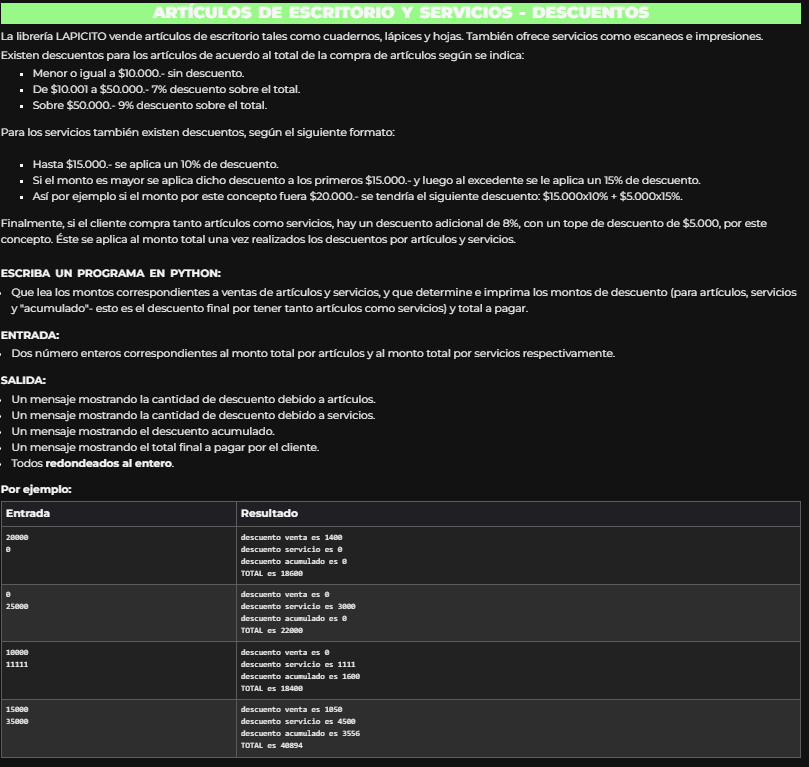 ARTÍCULOS DE ESCRITORIO Y SERVICIOS - DESCUENTOS
La librería LAPICITO vende artículos de escritorio tales como cuadernos, lápices y hojas. También ofrece servicios como escaneos e impresiones.
Existen descuentos para los artículos de acuerdo al total de la compra de artículos según se indica:
▪ Menor o igual a $10.000.- sin descuento.
▪ De $10.001 a $50.000.- 7% descuento sobre el total.
▪ Sobre $50.000.- 9% descuento sobre el total.
Para los servicios también existen descuentos, según el siguiente formato:
▪ Hasta $15.000.- se aplica un 10% de descuento.
▪ Si el monto es mayor se aplica dicho descuento a los primeros $15.000.- y luego al excedente se le aplica un 15% de descuento.
▪ Así por ejemplo si el monto por este concepto fuera $20.000.- se tendría el siguiente descuento: $15.000x10% + $5.000x15%.
Finalmente, si el cliente compra tanto artículos como servicios, hay un descuento adicional de 8%, con un tope de descuento de $5.000, por este
concepto. Éste se aplica al monto total una vez realizados los descuentos por artículos y servicios.
ESCRIBA UN PROGRAMA EN PYTHON:
• Que lea los montos correspondientes a ventas de artículos y servicios, y que determine e imprima los montos de descuento (para artículos, servicios
y "acumulado"- esto es el descuento final por tener tanto artículos como servicios) y total a pagar.
ENTRADA:
• Dos número enteros correspondientes al monto total por artículos y al monto total por servicios respectivamente.
SALIDA:
• Un mensaje mostrando la cantidad de descuento debido a artículos.
• Un mensaje mostrando la cantidad de descuento debido a servicios.
• Un mensaje mostrando el descuento acumulado.
• Un mensaje mostrando el total final a pagar por el cliente.
• Todos redondeados al entero.
Por ejemplo:
Entrada Resultado
20000 descuento venta es 1400
0 descuento servicio es 0
descuento acumulado es 0
TOTAL es 18600
0 descuento venta es 0
25000 descuento servicio es 3000
descuento acumulado es 0
TOTAL es 22000
10000 descuento venta es 0
11111 descuento servicio es 1111
descuento acumulado es 1600
TOTAL es 18400
15000 descuento venta es 1050
35000 descuento servicio es 4500
descuento acumulado es 3556
TOTAL es 40894